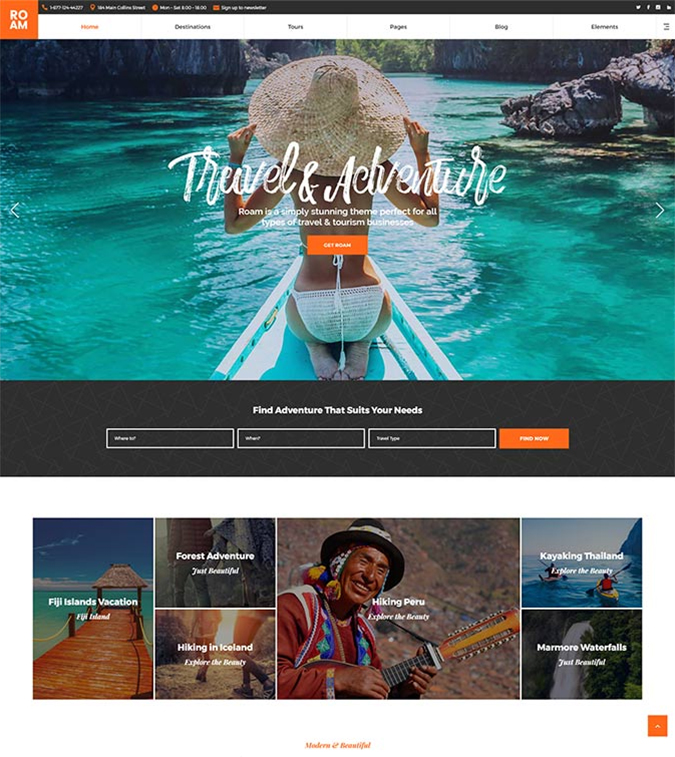 RO
AM
1-877-124-44227
184 Main Collins Street
Mon - Sat 8.00 - 18.00
Sign up to newsletter
Home
Destinations
Tours
Pages
Blog
Elements
Travel & Adventure
Roam is a simply stunning theme perfect for all
types of travel & tourism businesses
GET ROAM
Find Adventure That Suits Your Needs
Where to?
When?
Travel Type
FIND NOW
Fiji Islands Vacation
Fiji Island
Forest Adventure
Just Beautiful
Hiking in Iceland
Explore the Beauty
Hiking Peru
Explore the Beauty
Kayaking Thailand
Explore the Beauty
Marmore Waterfalls
Just Beautiful
Modern & Beautiful